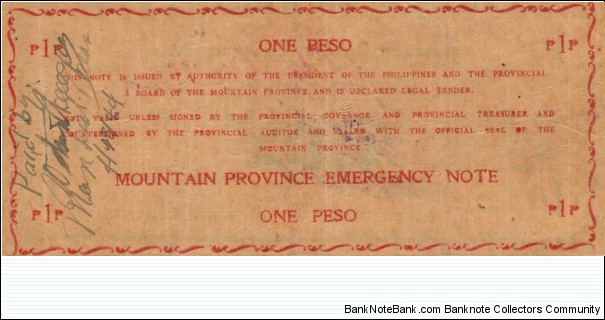 P1P ONE PESO P1P
THIS NOTE IS ISSUED BY AUTHORITY OF THE PRESIDENT OF THE PHILIPPINES AND THE PROVINCIAL
BOARD OF THE MOUNTAIN PROVINCE AND IS DECLARED LEGAL TENDER.
NOT VALID UNLESS SIGNED BY THE PROVINCIAL GOVERNOR AND PROVINCIAL TREASURER AND
COUNTERSIGNED BY THE PROVINCIAL AUDITOR AND SEALED WITH THE OFFICIAL SEAL OF THE
MOUNTAIN PROVINCE
MOUNTAIN PROVINCE EMERGENCY NOTE
P1P ONE PESO P1P
Paid by:
BankNoteBank.com - Banknote Collectors Community